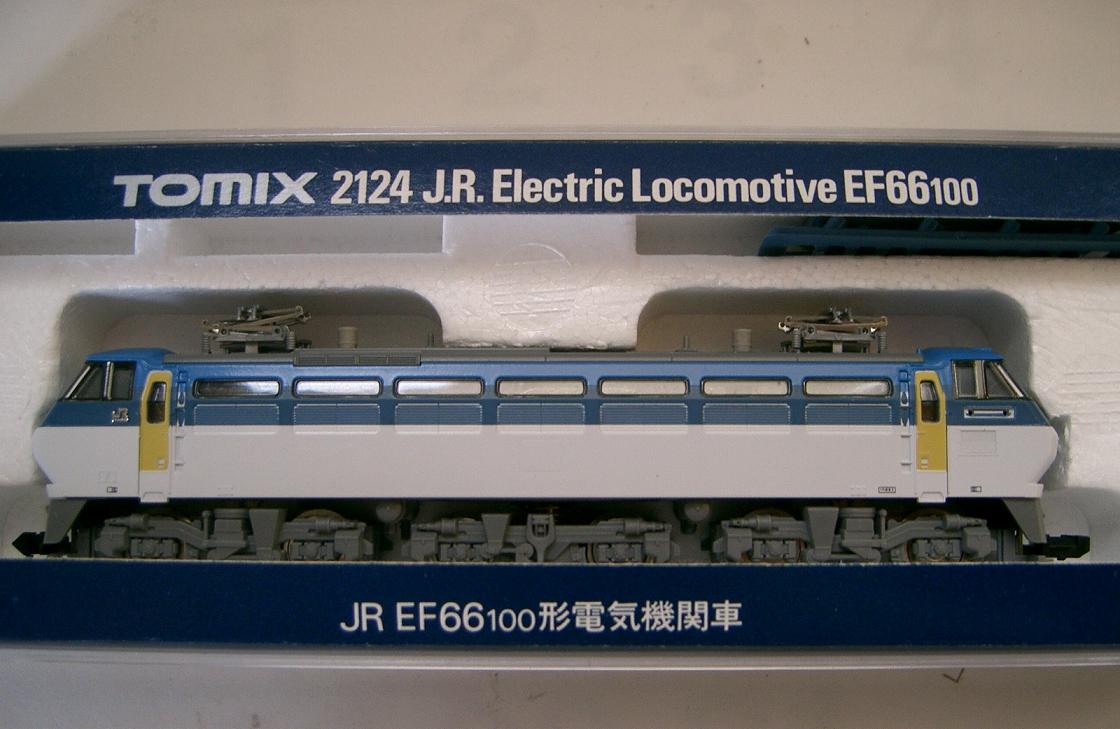 TOMIX 2124 J.R. Electric Locomotive EF66100
JR
JR EF66100形電気機関車